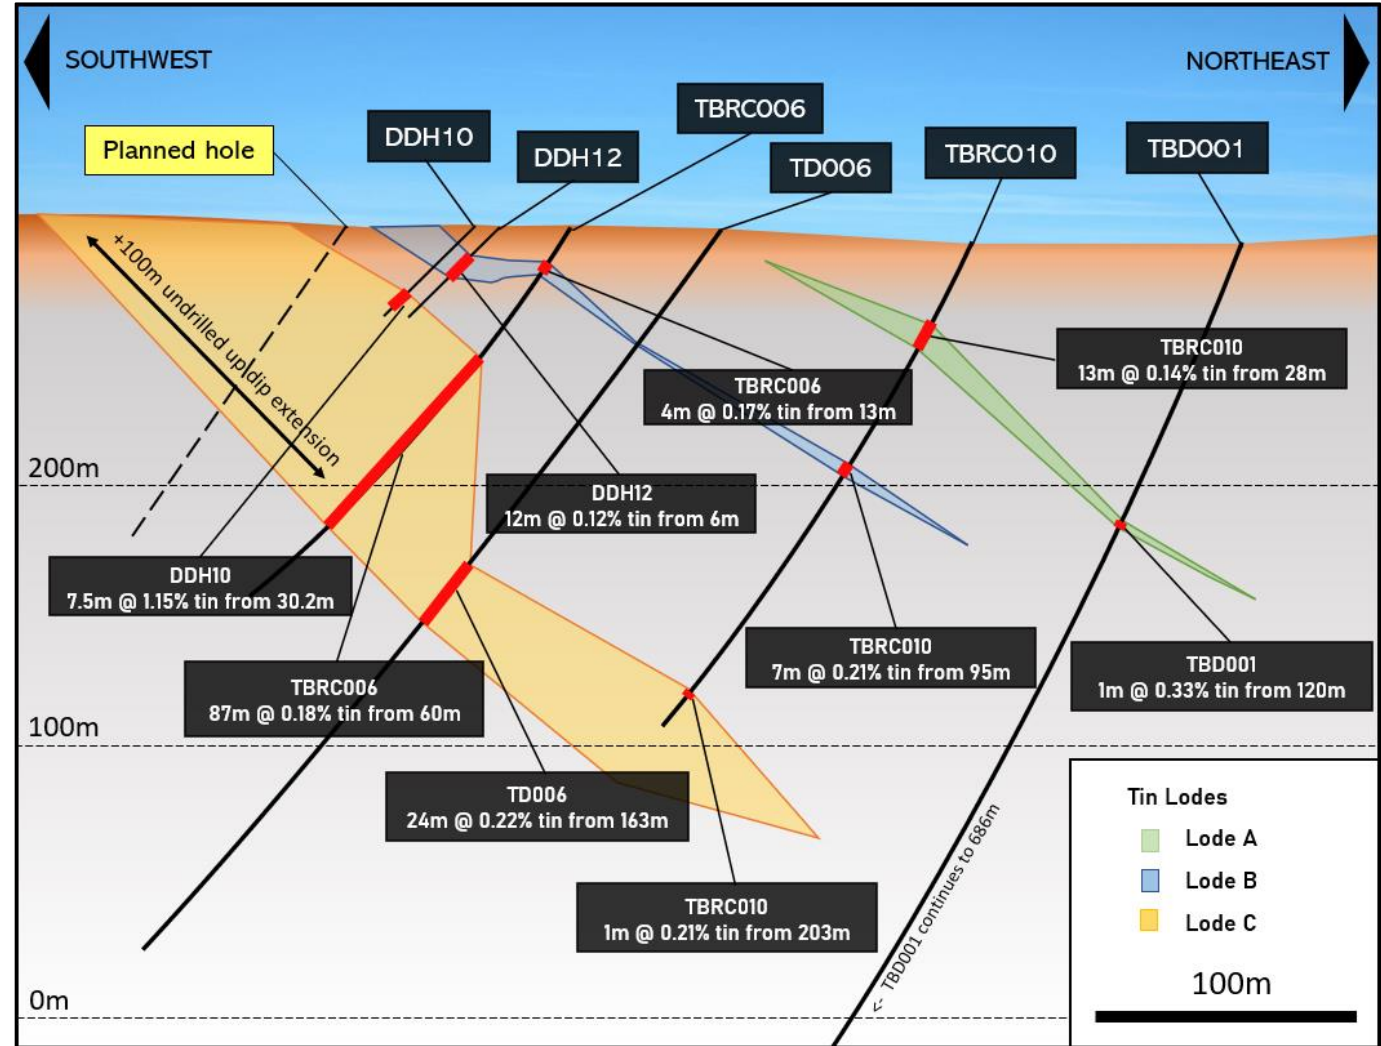 SOUTHWEST
NORTHEAST
Planned hole
DDH10
DDH12
TBRC006
TD006
TBRC010
TBD001
+100m undrilled up dip extension
TBRC010
13m @ 0.14% tin from 28m
TBRC006
4m @ 0.17% tin from 13m
200m
DDH12
12m @ 0.12% tin from 6m
DDH10
7.5m @ 1.15% tin from 30.2m
TBRC010
7m @ 0.21% tin from 95m
TBD001
1m @ 0.33% tin from 120m
TBRC006
87m @ 0.18% tin from 60m
100m
TD006
24m @ 0.22% tin from 163m
TBRC010
1m @ 0.21% tin from 203m
<- TBD001 continues to 686m
0m
Tin Lodes
Lode A
Lode B
Lode C
100m